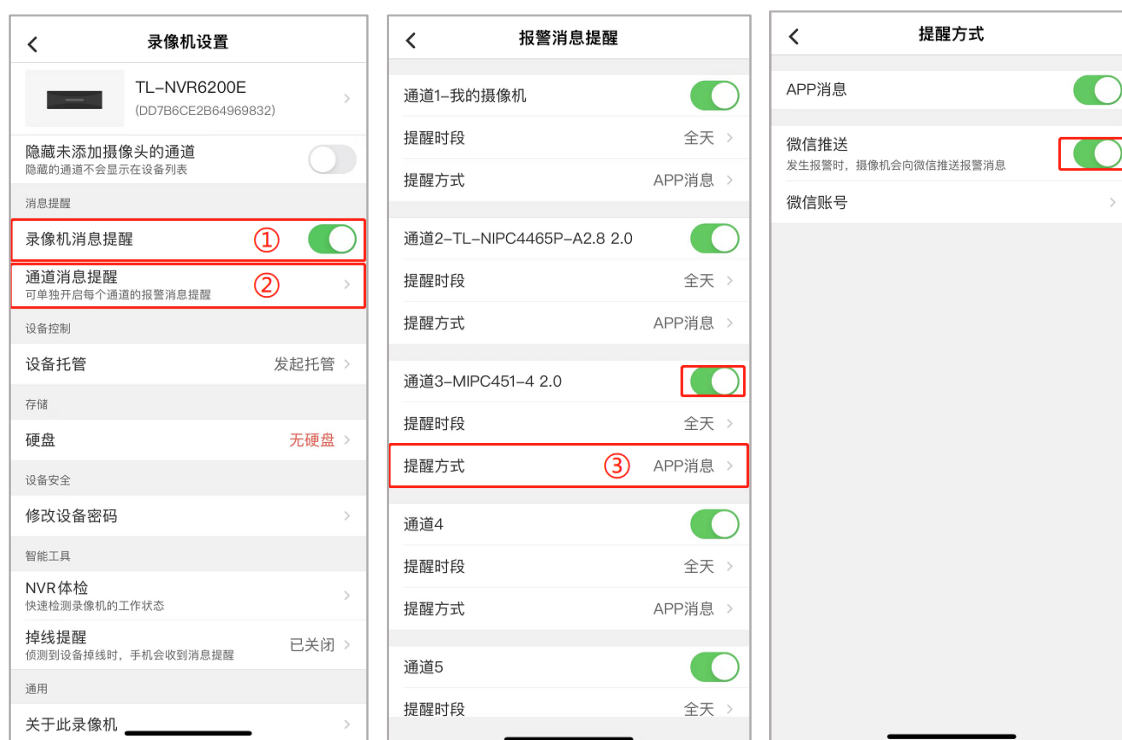 录像机设置
TL-NVR6200E
(DD7B6CE2B64969832)
隐藏未添加摄像头的通道
隐藏的通道不会显示在设备列表
消息提醒
录像机消息提醒 ①
通道消息提醒 ②
可单独开启每个通道的报警消息提醒
设备控制
设备托管 发起托管
存储
硬盘 无硬盘
设备安全
修改设备密码
智能工具
NVR体检
快速检测录像机的工作状态
掉线提醒 已关闭
侦测到设备掉线时，手机会收到消息提醒
通用
关于此录像机
报警消息提醒
通道1-我的摄像机
提醒时段 全天
提醒方式 APP消息
通道2-TL-NIPC4465P-A2.8 2.0
提醒时段 全天
提醒方式 APP消息
通道3-MIPC451-4 2.0
提醒时段 全天
提醒方式 ③ APP消息
通道4
提醒时段 全天
提醒方式 APP消息
通道5
提醒时段 全天
提醒方式
APP消息
微信推送
发生报警时，摄像机会向微信推送报警消息
微信账号